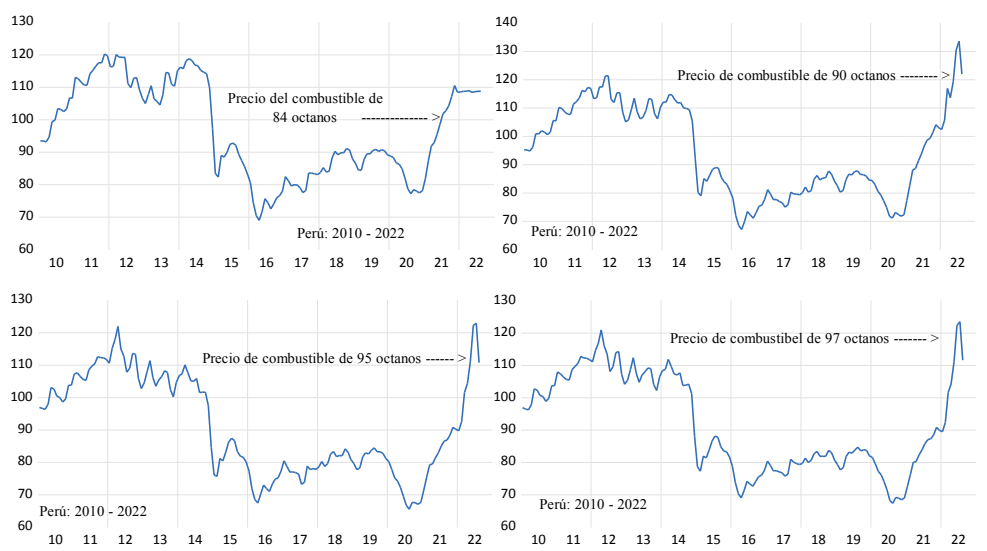 130
120
110
100
90
80
70
60
Precio del combustible de
84 octanos -------------- >
Perú: 2010 - 2022
10 11 12 13 14 15 16 17 18 19 20 21 22
140
130
120
110
100
90
80
70
60
Precio de combustible de 90 octanos -------- >
Perú: 2010 - 2022
10 11 12 13 14 15 16 17 18 19 20 21 22
130
120
110
100
90
80
70
60
Precio de combustible de 95 octanos ------ >
Perú: 2010 - 2022
10 11 12 13 14 15 16 17 18 19 20 21 22
130
120
110
100
90
80
70
60
Precio de combustibel de 97 octanos ------- >
Perú: 2010 - 2022
10 11 12 13 14 15 16 17 18 19 20 21 22